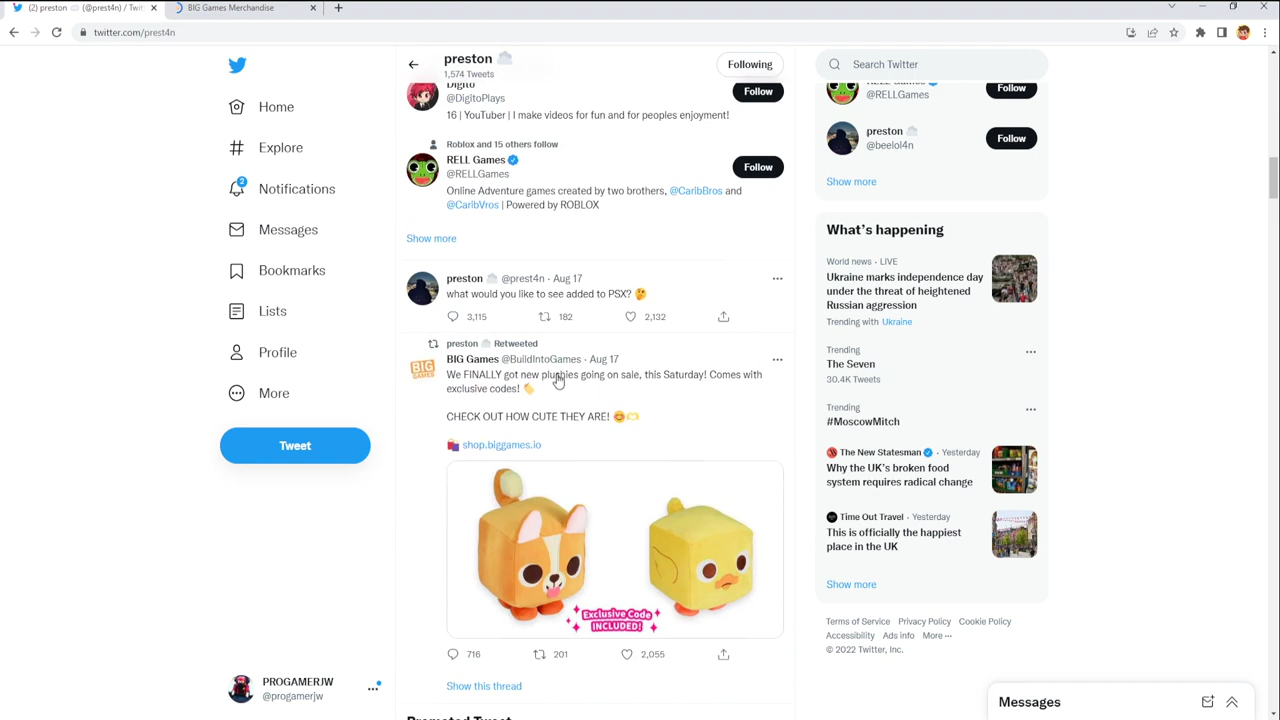 (2) preston (@prest4n) / Twit
BIG Games Merchandise
twitter.com/prest4n
Home
Explore
2
Notifications
Messages
Bookmarks
Lists
Profile
More
Tweet
PROGAMERJW
@progamerjw
preston
1,574 Tweets
Following
Digito
@DigitoPlays
Follow
16 | YouTuber | I make videos for fun and for peoples enjoyment!
Roblox and 15 others follow
RELL Games
@RELLGames
Follow
Online Adventure games created by two brothers, @CaribBros and
@CaribVros | Powered by ROBLOX
Show more
preston @prest4n · Aug 17
what would you like to see added to PSX? 🤔
3,115 182 2,132
preston Retweeted
BIG Games @BuildIntoGames · Aug 17
We FINALLY got new plushies going on sale, this Saturday! Comes with
exclusive codes!
CHECK OUT HOW CUTE THEY ARE!
shop.biggames.io
BIG
GAMES
Exclusive Code
INCLUDED!
716 201 2,055
Show this thread
Promoted Tweet
Search Twitter
RELL Games
@RELLGames
Follow
preston
@beelol4n
Follow
Show more
What's happening
World news · LIVE
Ukraine marks independence day
under the threat of heightened
Russian aggression
Trending with Ukraine
Trending
The Seven
30.4K Tweets
Trending
#MoscowMitch
The New Statesman · Yesterday
Why the UK's broken food
system requires radical change
Time Out Travel · Yesterday
This is officially the happiest
place in the UK
Show more
Terms of Service Privacy Policy Cookie Policy
Accessibility Ads info More ···
© 2022 Twitter, Inc.
Messages